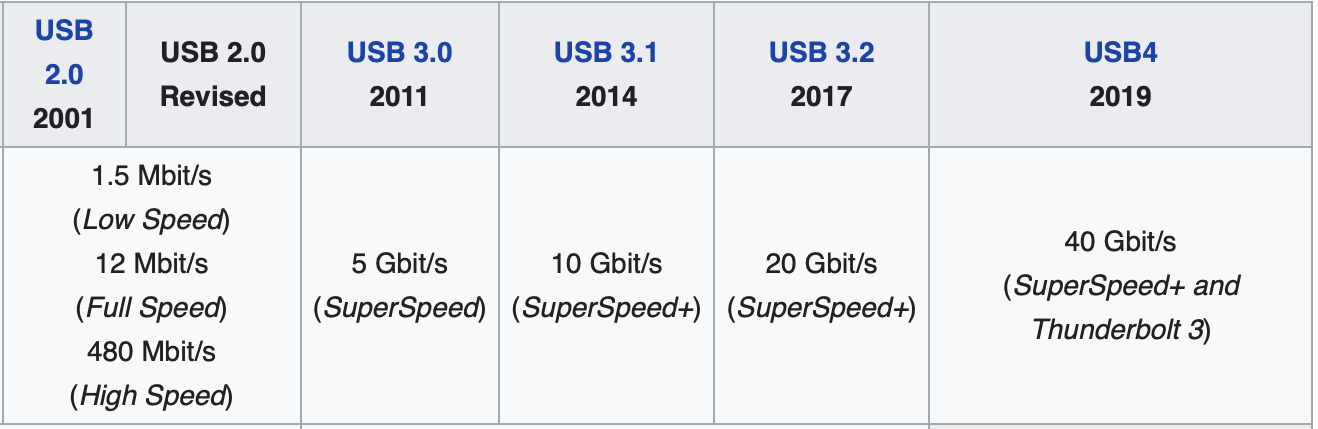 USB
2.0
2001
USB 2.0
Revised
USB 3.0
2011
USB 3.1
2014
USB 3.2
2017
USB4
2019
1.5 Mbit/s
(Low Speed)
12 Mbit/s
(Full Speed)
480 Mbit/s
(High Speed)
5 Gbit/s
(SuperSpeed)
10 Gbit/s
(SuperSpeed+)
20 Gbit/s
(SuperSpeed+)
40 Gbit/s
(SuperSpeed+ and
Thunderbolt 3)